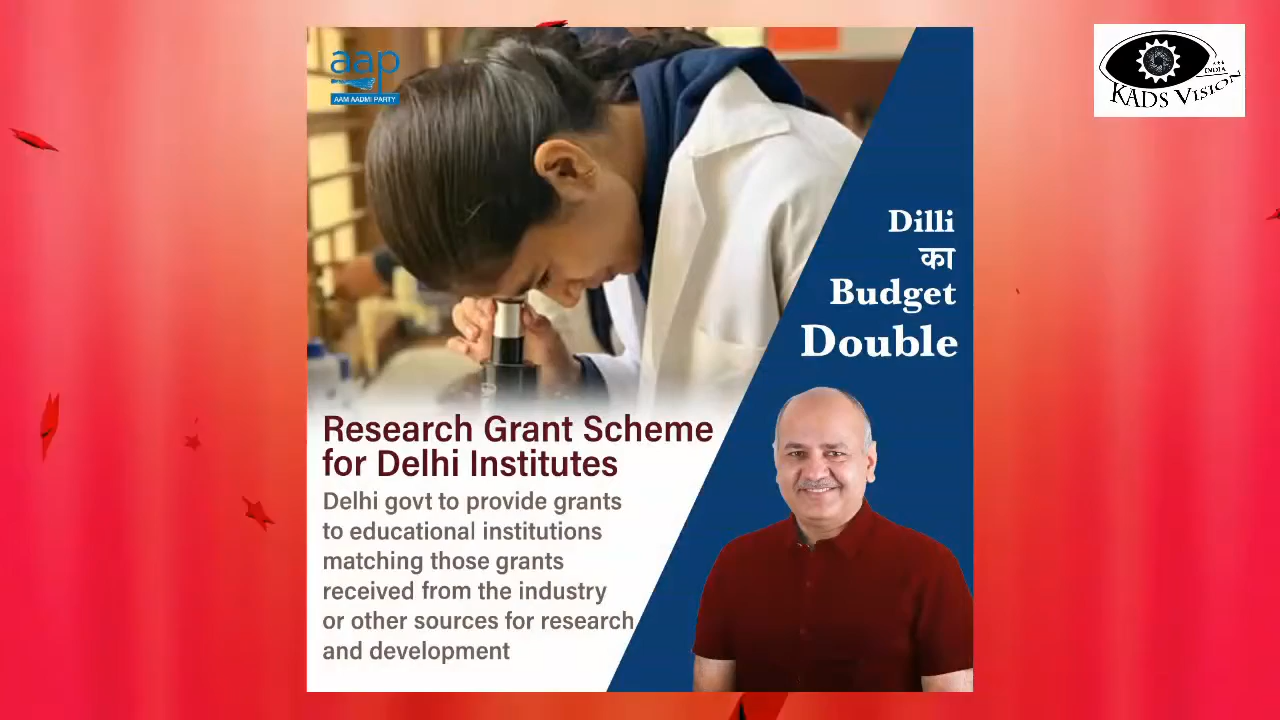 aap
AAM AADMI PARTY
INDIA
KADs VISION
Dilli
का
Budget
Double
Research Grant Scheme
for Delhi Institutes
Delhi govt to provide grants
to educational institutions
matching those grants
received from the industry
or other sources for research
and development